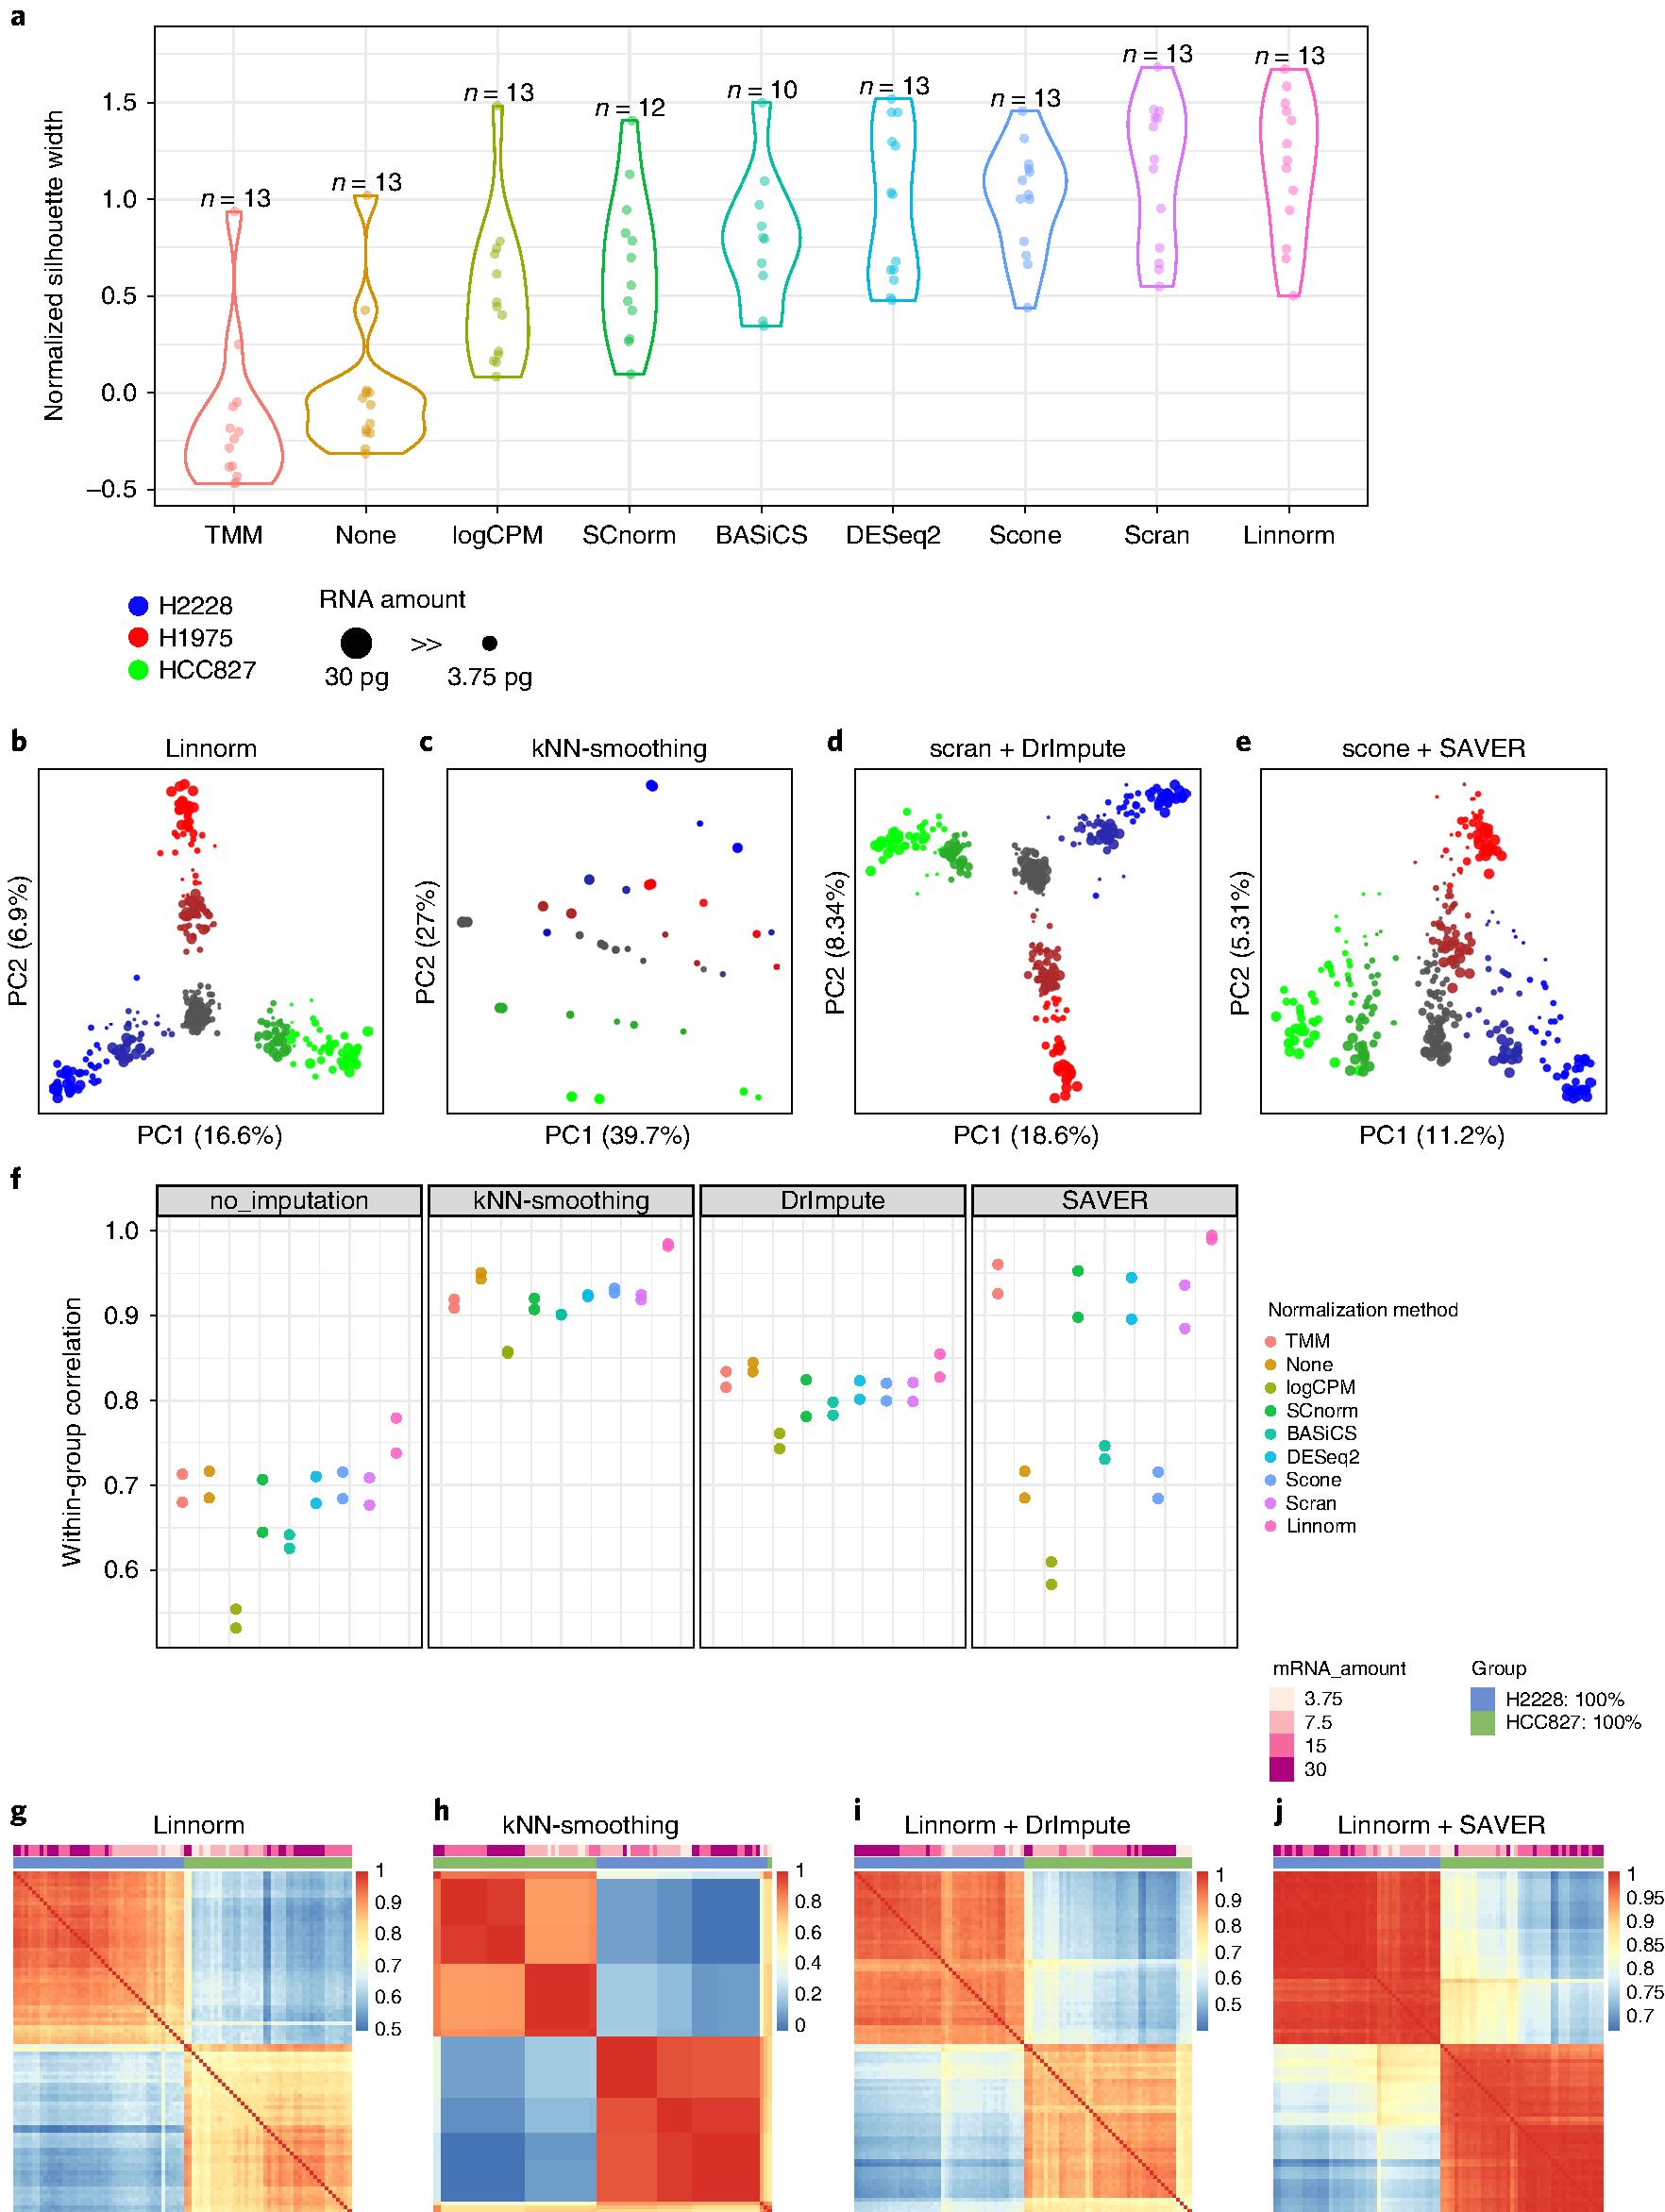 a
n = 13
n = 13
n = 13
n = 12
n = 10
n = 13
n = 13
n = 13
n = 13
Normalized silhouette width
1.5
1.0
0.5
0.0
–0.5
TMM None logCPM SCnorm BASiCS DESeq2 Scone Scran Linnorm
H2228
H1975
HCC827
RNA amount
>>
30 pg 3.75 pg
b
Linnorm
PC2 (6.9%)
PC1 (16.6%)
c
kNN-smoothing
PC2 (27%)
PC1 (39.7%)
d
scran + DrImpute
PC2 (8.34%)
PC1 (18.6%)
e
scone + SAVER
PC2 (5.31%)
PC1 (11.2%)
f
no_imputation kNN-smoothing DrImpute SAVER
Within-group correlation
1.0
0.9
0.8
0.7
0.6
Normalization method
TMM
None
logCPM
SCnorm
BASiCS
DESeq2
Scone
Scran
Linnorm
mRNA_amount
3.75
7.5
15
30
Group
H2228: 100%
HCC827: 100%
g
Linnorm
1
0.9
0.8
0.7
0.6
0.5
h
kNN-smoothing
1
0.8
0.6
0.4
0.2
0
i
Linnorm + DrImpute
1
0.9
0.8
0.7
0.6
0.5
j
Linnorm + SAVER
1
0.95
0.9
0.85
0.8
0.75
0.7